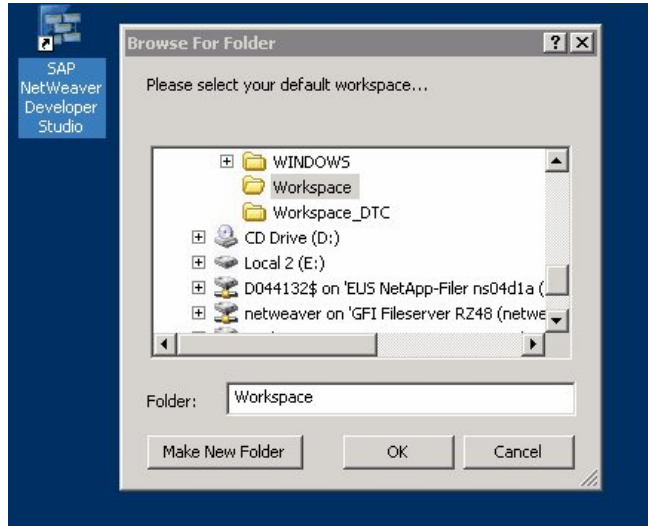 SAP
NetWeaver
Developer
Studio
Browse For Folder
Please select your default workspace...
WINDOWS
Workspace
Workspace_DTC
CD Drive (D:)
Local 2 (E:)
D044132$ on 'EUS NetApp-Filer ns04d1a (
netweaver on 'GFI Fileserver RZ48 (netwe
Folder:
Workspace
Make New Folder
OK
Cancel